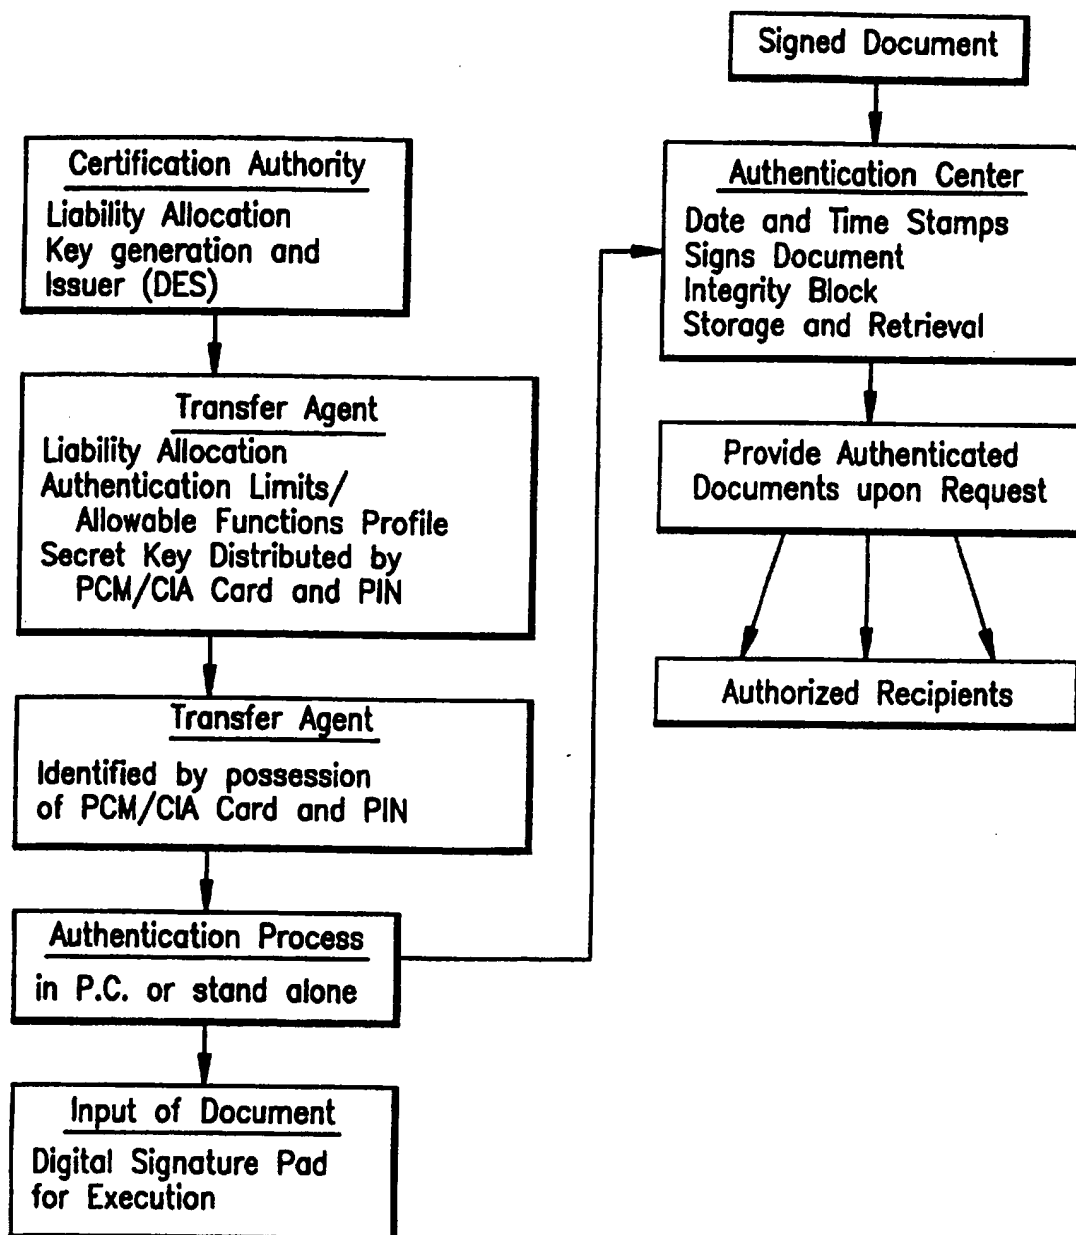 Certification Authority
Liability Allocation
Key generation and
Issuer (DES)
Transfer Agent
Liability Allocation
Authentication Limits/
Allowable Functions Profile
Secret Key Distributed by
PCM/CIA Card and PIN
Transfer Agent
Identified by possession
of PCM/CIA Card and PIN
Authentication Process
in P.C. or stand alone
Input of Document
Digital Signature Pad
for Execution
Signed Document
Authentication Center
Date and Time Stamps
Signs Document
Integrity Block
Storage and Retrieval
Provide Authenticated
Documents upon Request
Authorized Recipients